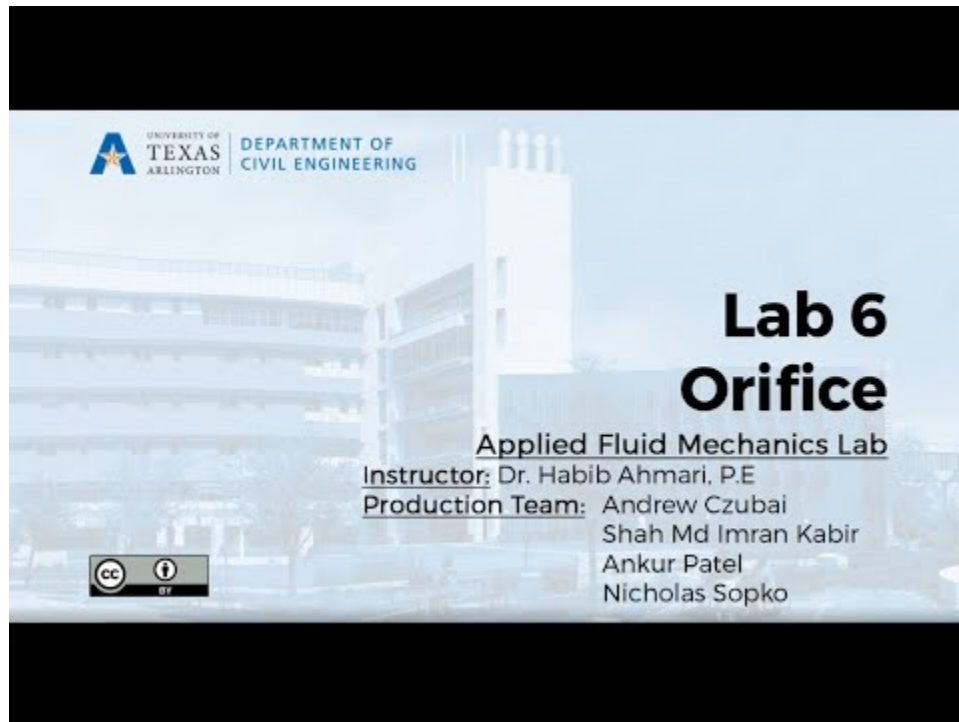 UNIVERSITY OF
TEXAS
ARLINGTON
DEPARTMENT OF
CIVIL ENGINEERING
Lab 6
Orifice
Applied Fluid Mechanics Lab
Instructor: Dr. Habib Ahmari, P.E
Production Team: Andrew Czubai
Shah Md Imran Kabir
Ankur Patel
Nicholas Sopko
cc
BY